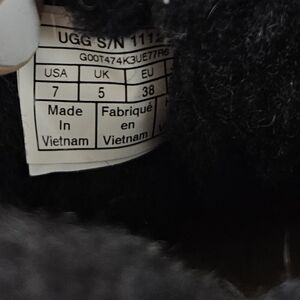 UGG S/N 1112
G00T474K3UE77R6
USA UK EU
7 5 38
Made Fabriqué
In en
Vietnam Vietnam